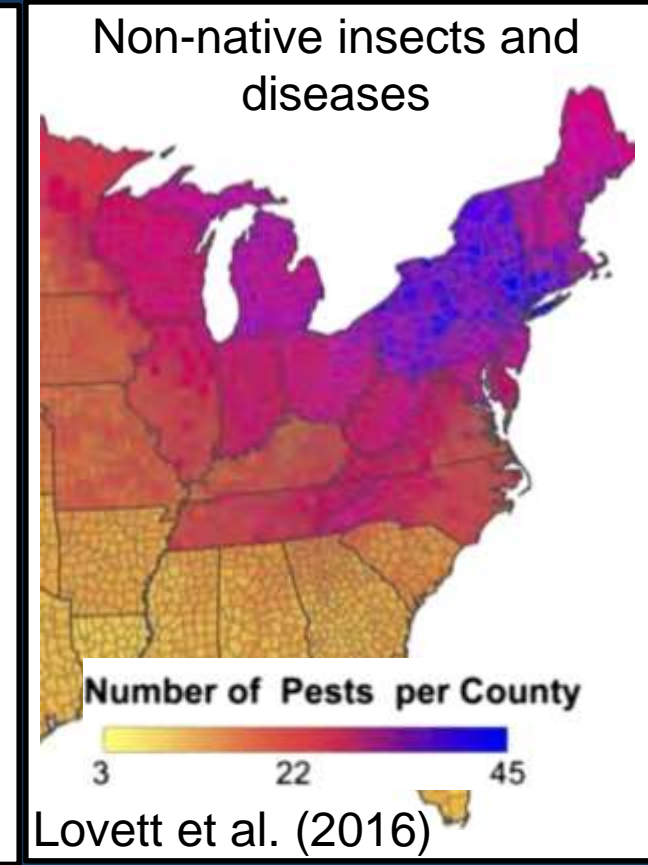 Non-native insects and
diseases
Number of Pests per County
3 22 45
Lovett et al. (2016)